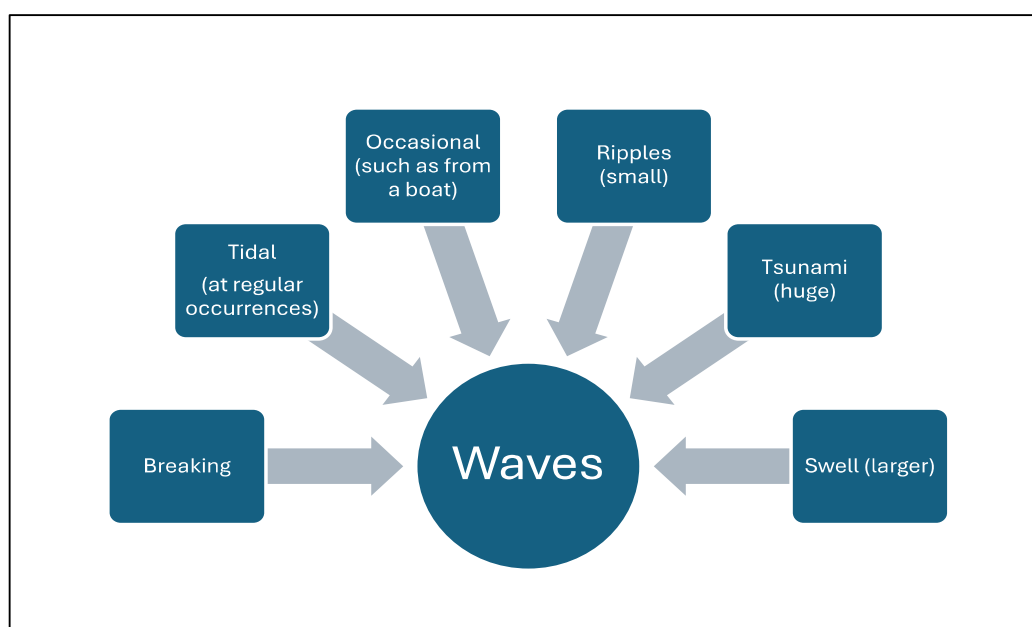 Occasional
(such as from
a boat)
Ripples
(small)
Tidal
(at regular
occurrences)
Tsunami
(huge)
Breaking
Waves
Swell (larger)